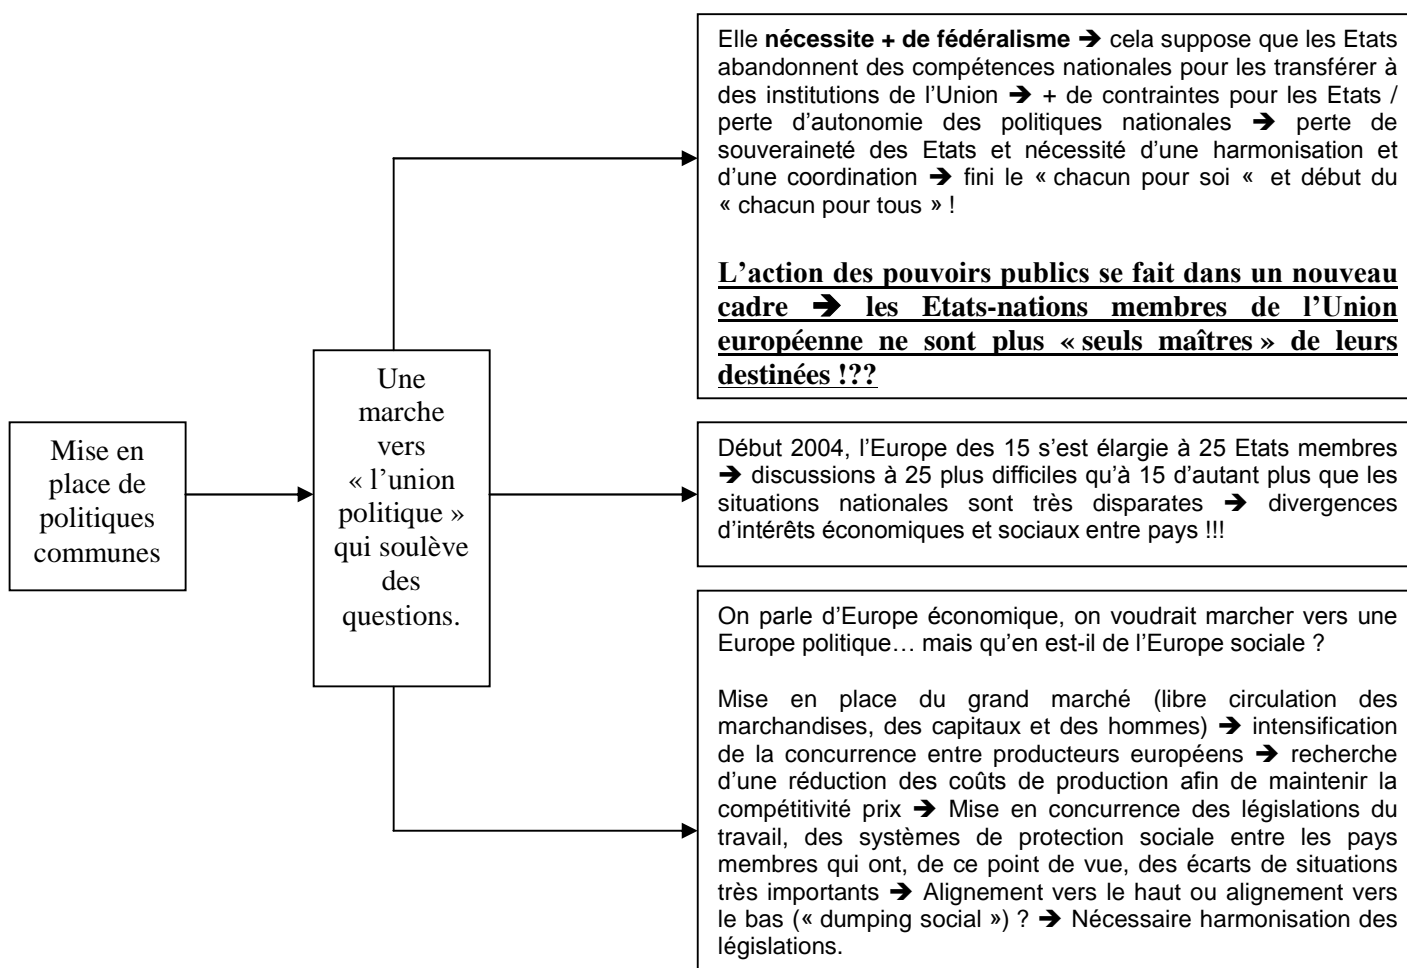 Mise en
place de
politiques
communes
Une
marche
vers
« l’union
politique »
qui soulève
des
questions.
Elle nécessite + de fédéralisme ➔ cela suppose que les Etats
abandonnent des compétences nationales pour les transférer à
des institutions de l’Union ➔ + de contraintes pour les Etats /
perte d’autonomie des politiques nationales ➔ perte de
souveraineté des Etats et nécessité d’une harmonisation et
d’une coordination ➔ fini le « chacun pour soi « et début du
« chacun pour tous » !
L’action des pouvoirs publics se fait dans un nouveau
cadre ➔ les Etats-nations membres de l’Union
européenne ne sont plus « seuls maîtres » de leurs
destinées !??
Début 2004, l’Europe des 15 s’est élargie à 25 Etats membres
➔ discussions à 25 plus difficiles qu’à 15 d’autant plus que les
situations nationales sont très disparates ➔ divergences
d’intérêts économiques et sociaux entre pays !!!
On parle d’Europe économique, on voudrait marcher vers une
Europe politique… mais qu’en est-il de l’Europe sociale ?
Mise en place du grand marché (libre circulation des
marchandises, des capitaux et des hommes) ➔ intensification
de la concurrence entre producteurs européens ➔ recherche
d’une réduction des coûts de production afin de maintenir la
compétitivité prix ➔ Mise en concurrence des législations du
travail, des systèmes de protection sociale entre les pays
membres qui ont, de ce point de vue, des écarts de situations
très importants ➔ Alignement vers le haut ou alignement vers
le bas (« dumping social ») ? ➔ Nécessaire harmonisation des
législations.